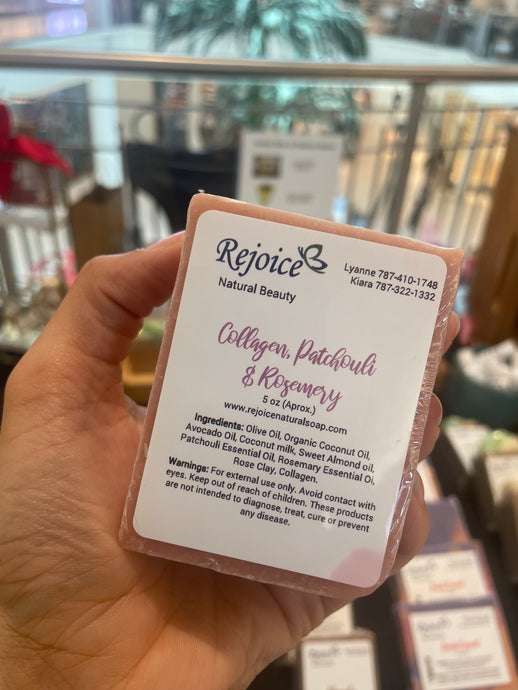 Rejoice
Natural Beauty
Lyanne 787-410-1748
Kiara 787-322-1332
Collagen, Patchouli
& Rosemery
5 oz (Aprox.)
www.rejoicenaturalsoap.com
Ingredients: Olive Oil, Organic Coconut Oil,
Avocado Oil, Coconut milk, Sweet Almond oil,
Patchouli Essential Oil, Rosemary Essential Oi,
Rose Clay, Collagen.
Warnings: For external use only. Avoid contact with
eyes. Keep out of reach of children. These products
are not intended to diagnose, treat, cure or prevent
any disease.